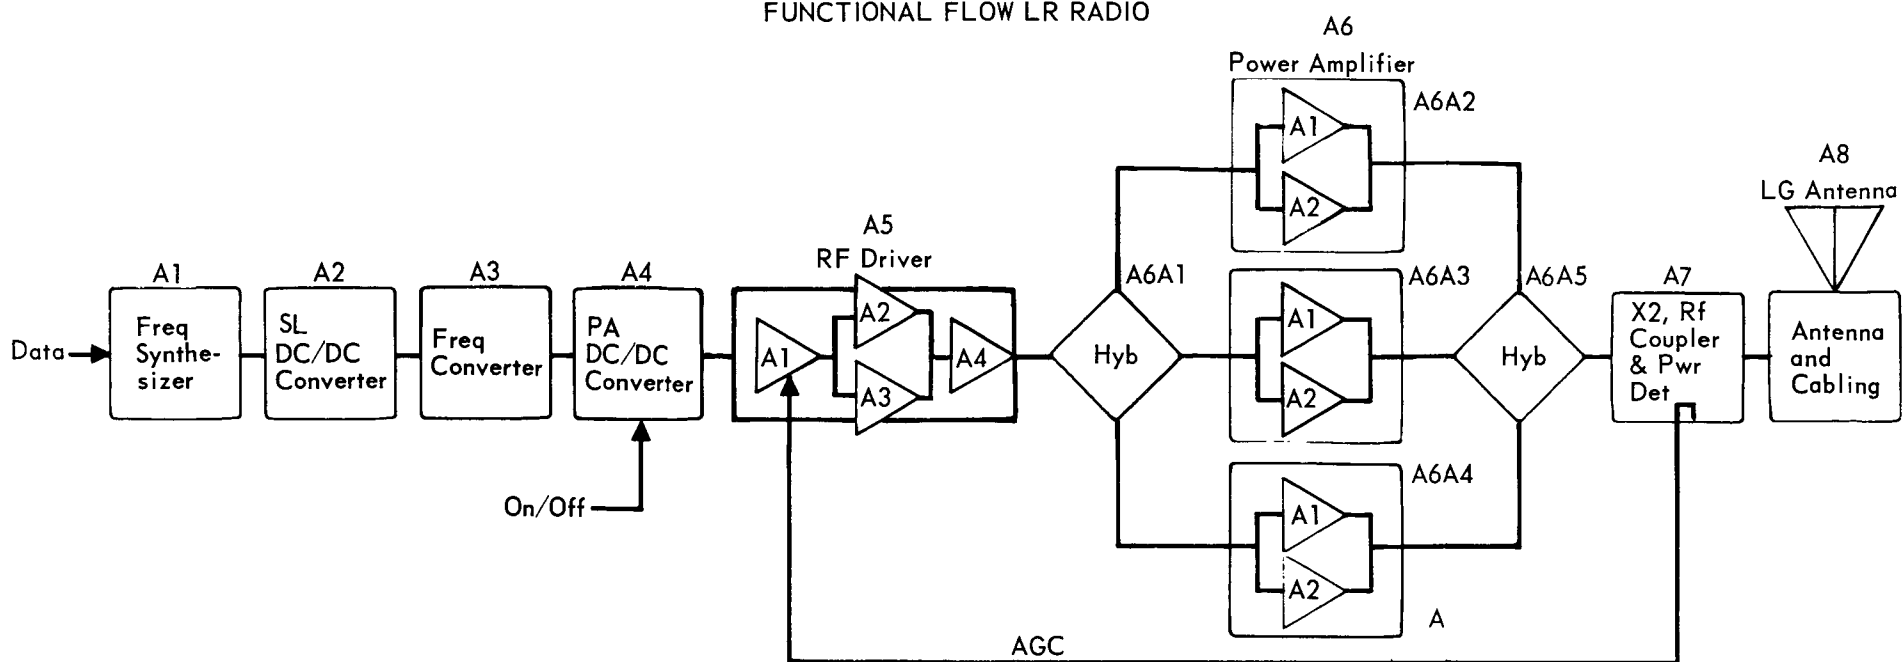 FUNCTIONAL FLOW LR RADIO
A6
Power Amplifier
A6A2
A1
A2
A8
LG Antenna
A5
RF Driver
A1
A2
A3
A4
A6A1
A6A3
A6A5
A7
Data
Freq
Synthe-
sizer
SL
DC/DC
Converter
Freq
Converter
PA
DC/DC
Converter
A1
A2
A3
A4
Hyb
A1
A2
Hyb
X2, Rf
Coupler
& Pwr
Det
Antenna
and
Cabling
On/Off
A6A4
A1
A2
A
AGC